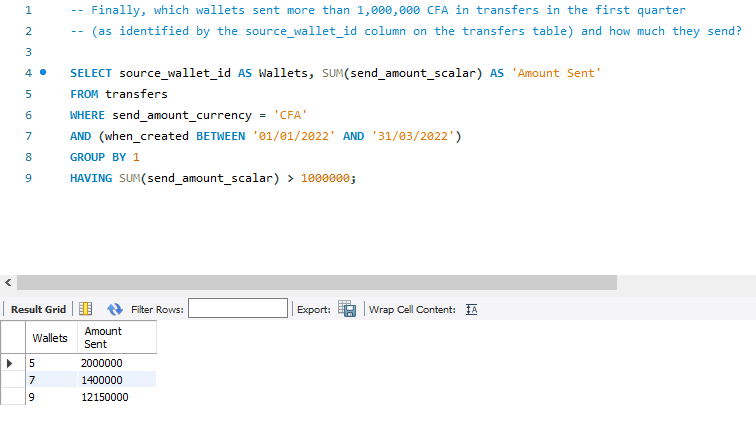 1 -- Finally, which wallets sent more than 1,000,000 CFA in transfers in the first quarter
2 -- (as identified by the source_wallet_id column on the transfers table) and how much they send?
3
4 SELECT source_wallet_id AS Wallets, SUM(send_amount_scalar) AS 'Amount Sent'
5 FROM transfers
6 WHERE send_amount_currency = 'CFA'
7 AND (when_created BETWEEN '01/01/2022' AND '31/03/2022')
8 GROUP BY 1
9 HAVING SUM(send_amount_scalar) > 1000000;
Result Grid Filter Rows: Export: Wrap Cell Content:
Wallets Amount
Sent
5 2000000
7 1400000
9 12150000